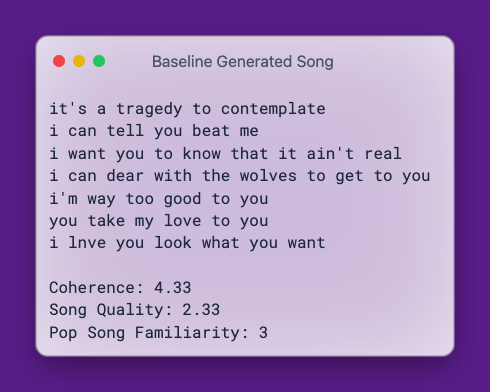 Baseline Generated Song
it's a tragedy to contemplate
i can tell you beat me
i want you to know that it ain't real
i can dear with the wolves to get to you
i'm way too good to you
you take my love to you
i lnve you look what you want
Coherence: 4.33
Song Quality: 2.33
Pop Song Familiarity: 3